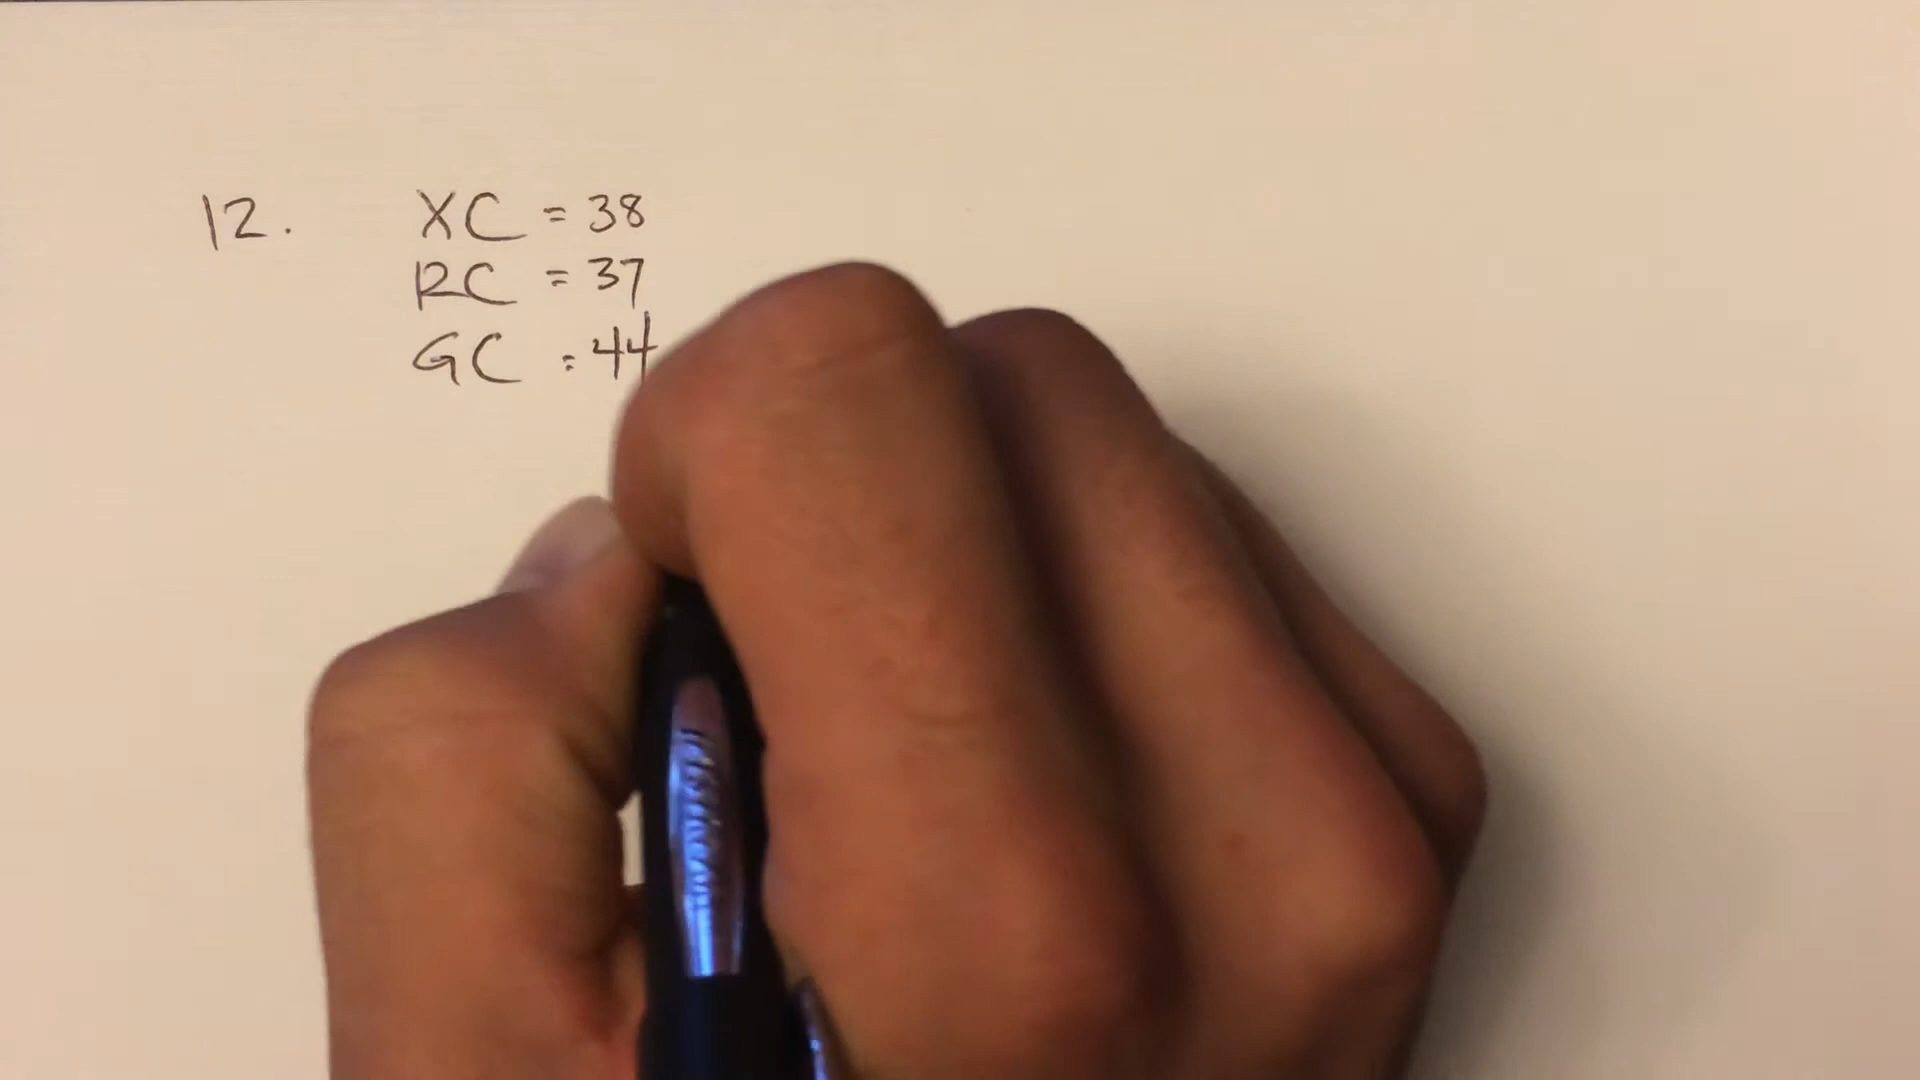 12. XC = 38
RC = 37
GC = 44